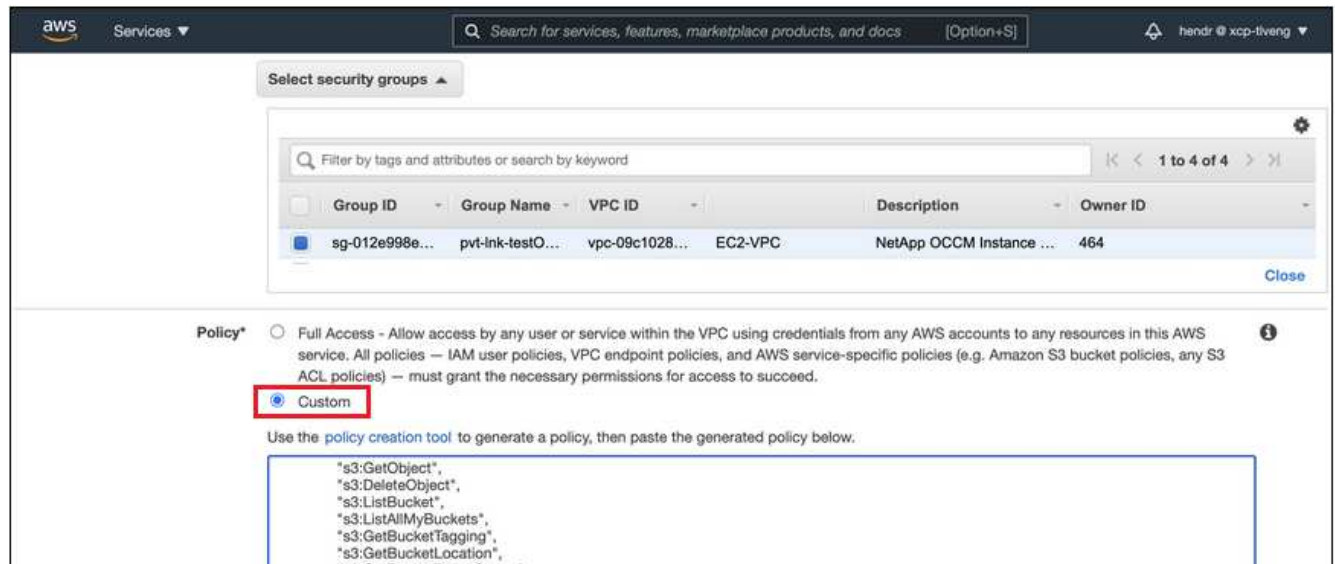 aws Services ▼ Search for services, features, marketplace products, and docs [Option+S] hendr @ xcp-tlveng ▼
Select security groups ▲
Filter by tags and attributes or search by keyword 1 to 4 of 4
Group ID Group Name VPC ID Description Owner ID
sg-012e998e... pvt-lnk-testO... vpc-09c1028... EC2-VPC NetApp OCCM Instance ... 464
Close
Policy* Full Access - Allow access by any user or service within the VPC using credentials from any AWS accounts to any resources in this AWS
service. All policies — IAM user policies, VPC endpoint policies, and AWS service-specific policies (e.g. Amazon S3 bucket policies, any S3
ACL policies) — must grant the necessary permissions for access to succeed.
Custom
Use the policy creation tool to generate a policy, then paste the generated policy below.
"s3:GetObject",
"s3:DeleteObject",
"s3:ListBucket",
"s3:ListAllMyBuckets",
"s3:GetBucketTagging",
"s3:GetBucketLocation",